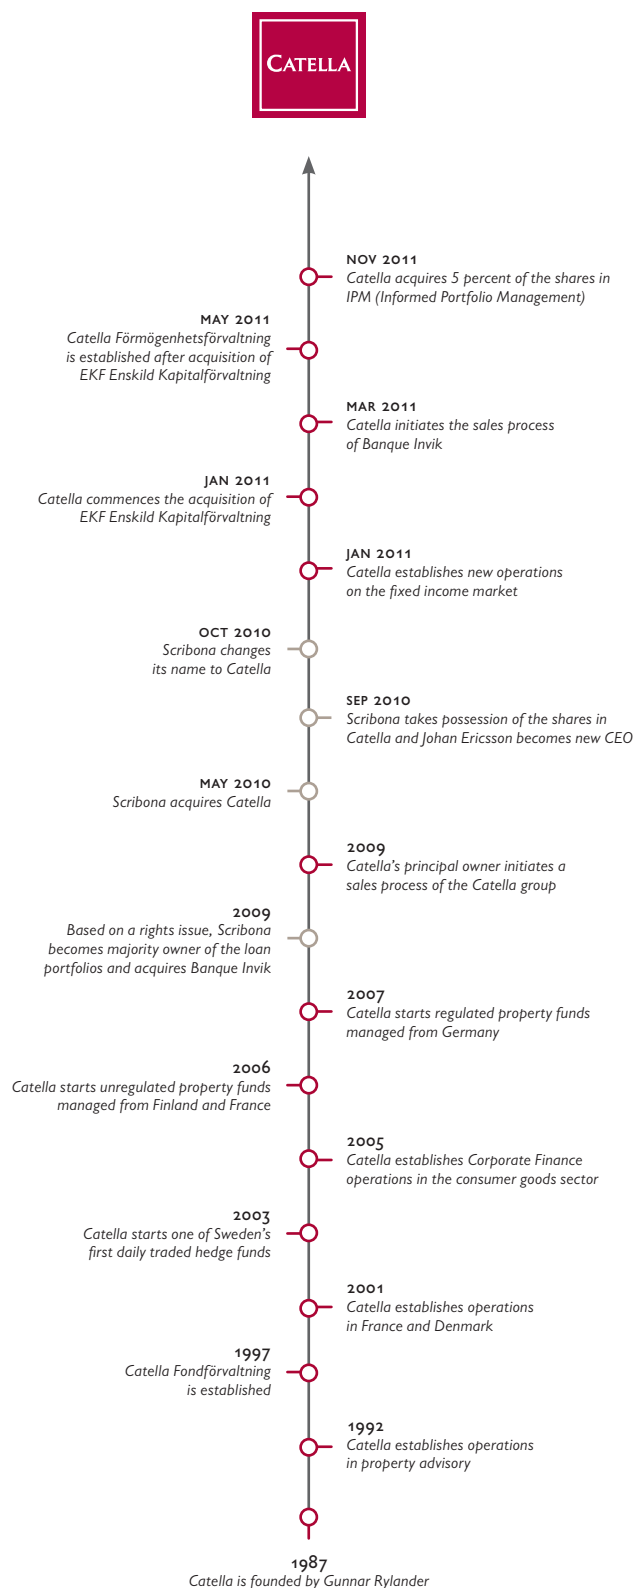 CATELLA
NOV 2011
Catella acquires 5 percent of the shares in
IPM (Informed Portfolio Management)
MAY 2011
Catella Förmögenhetsförvaltning
is established after acquisition of
EKF Enskild Kapitalförvaltning
MAR 2011
Catella initiates the sales process
of Banque Invik
JAN 2011
Catella commences the acquisition of
EKF Enskild Kapitalförvaltning
JAN 2011
Catella establishes new operations
on the fixed income market
OCT 2010
Scribona changes
its name to Catella
SEP 2010
Scribona takes possession of the shares in
Catella and Johan Ericsson becomes new CEO
MAY 2010
Scribona acquires Catella
2009
Catella's principal owner initiates a
sales process of the Catella group
2009
Based on a rights issue, Scribona
becomes majority owner of the loan
portfolios and acquires Banque Invik
2007
Catella starts regulated property funds
managed from Germany
2006
Catella starts unregulated property funds
managed from Finland and France
2005
Catella establishes Corporate Finance
operations in the consumer goods sector
2003
Catella starts one of Sweden's
first daily traded hedge funds
2001
Catella establishes operations
in France and Denmark
1997
Catella Fondförvaltning
is established
1992
Catella establishes operations
in property advisory
1987
Catella is founded by Gunnar Rylander